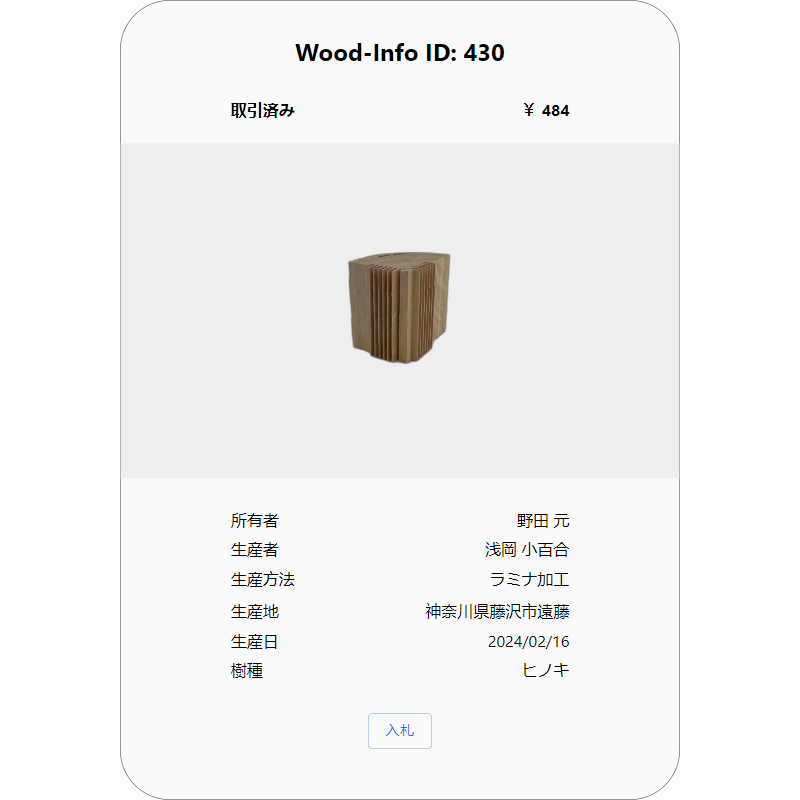 Wood-Info ID: 430
取引済み ￥ 484
所有者 野田 元
生産者 浅岡 小百合
生産方法 ラミナ加工
生産地 神奈川県藤沢市遠藤
生産日 2024/02/16
樹種 ヒノキ
入札